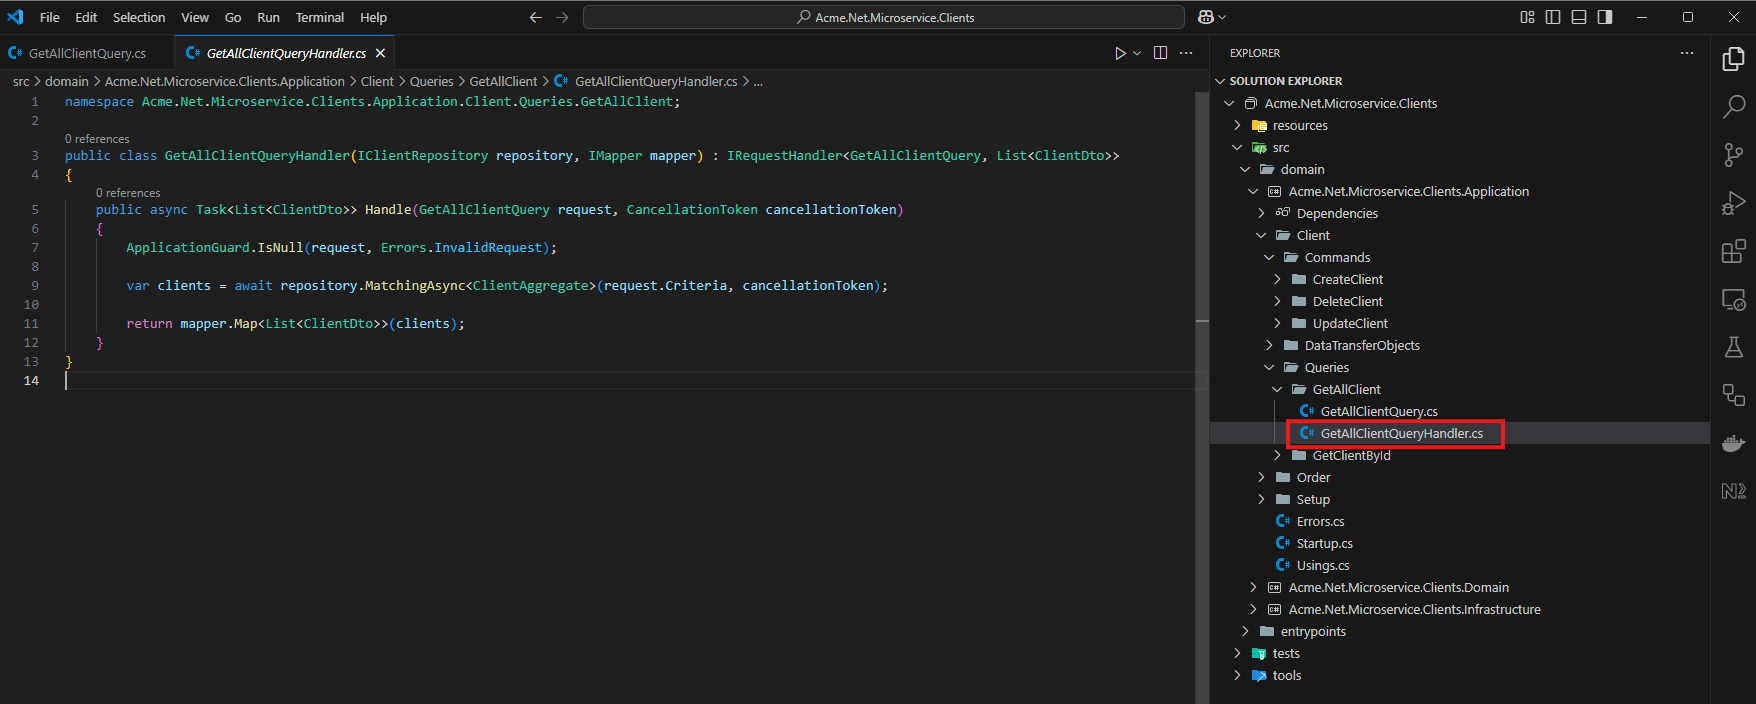 File Edit Selection View Go Run Terminal Help
Acme.Net.Microservice.Clients
GetAllClientQuery.cs
GetAllClientQueryHandler.cs
src > domain > Acme.Net.Microservice.Clients.Application > Client > Queries > GetAllClient > GetAllClientQueryHandler.cs > ...
1 namespace Acme.Net.Microservice.Clients.Application.Client.Queries.GetAllClient;
2
0 references
3 public class GetAllClientQueryHandler(IClientRepository repository, IMapper mapper) : IRequestHandler<GetAllClientQuery, List<ClientDto>>
4 {
0 references
5 public async Task<List<ClientDto>> Handle(GetAllClientQuery request, CancellationToken cancellationToken)
6 {
7 ApplicationGuard.IsNull(request, Errors.InvalidRequest);
8
9 var clients = await repository.MatchingAsync<ClientAggregate>(request.Criteria, cancellationToken);
10
11 return mapper.Map<List<ClientDto>>(clients);
12 }
13 }
14
EXPLORER
SOLUTION EXPLORER
Acme.Net.Microservice.Clients
resources
src
domain
Acme.Net.Microservice.Clients.Application
Dependencies
Client
Commands
CreateClient
DeleteClient
UpdateClient
DataTransferObjects
Queries
GetAllClient
GetAllClientQuery.cs
GetAllClientQueryHandler.cs
GetClientById
Order
Setup
Errors.cs
Startup.cs
Usings.cs
Acme.Net.Microservice.Clients.Domain
Acme.Net.Microservice.Clients.Infrastructure
entrypoints
tests
tools